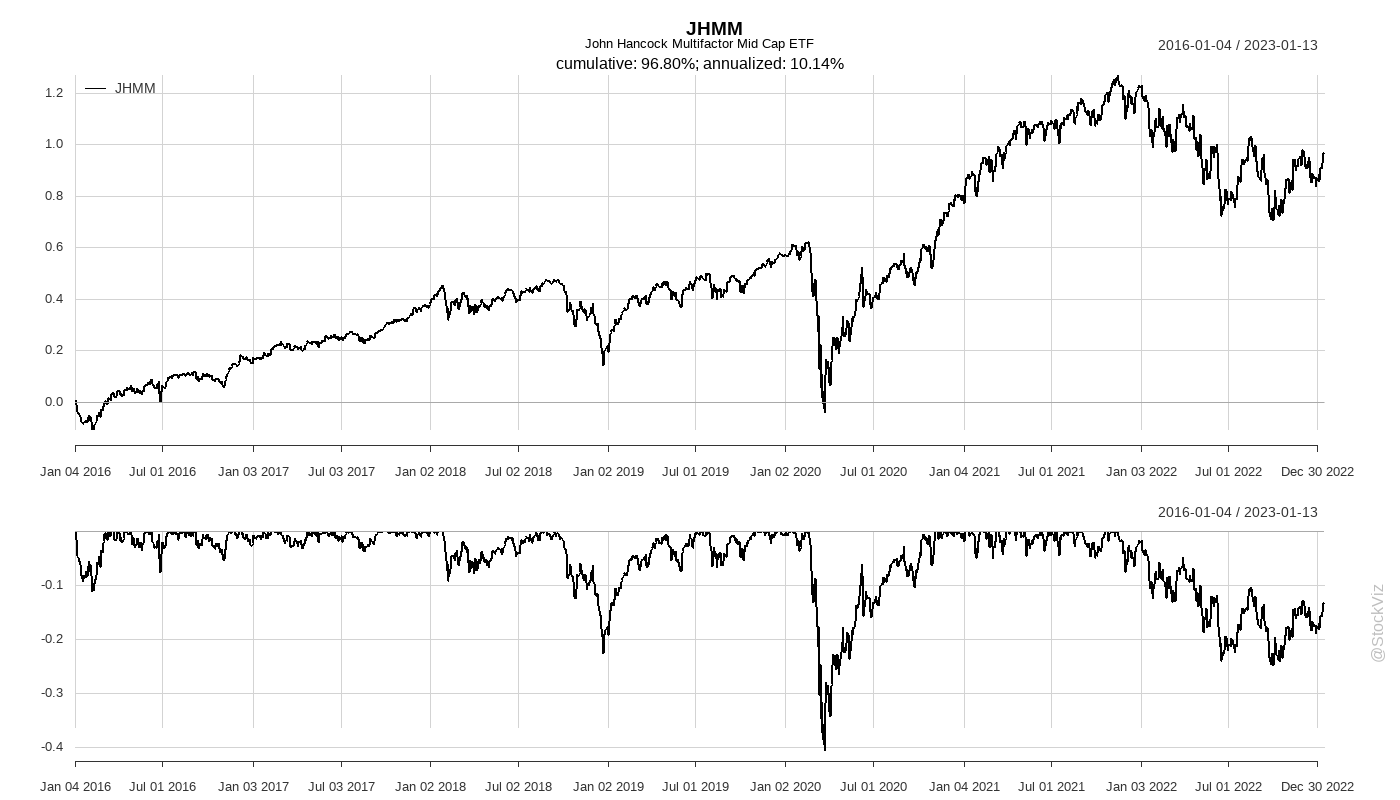 JHMM
John Hancock Multifactor Mid Cap ETF
2016-01-04 / 2023-01-13
cumulative: 96.80%; annualized: 10.14%
JHMM
1.2
1.0
0.8
0.6
0.4
0.2
0.0
Jan 04 2016 Jul 01 2016 Jan 03 2017 Jul 03 2017 Jan 02 2018 Jul 02 2018 Jan 02 2019 Jul 01 2019 Jan 02 2020 Jul 01 2020 Jan 04 2021 Jul 01 2021 Jan 03 2022 Jul 01 2022 Dec 30 2022
2016-01-04 / 2023-01-13
-0.1
-0.2
-0.3
-0.4
Jan 04 2016 Jul 01 2016 Jan 03 2017 Jul 03 2017 Jan 02 2018 Jul 02 2018 Jan 02 2019 Jul 01 2019 Jan 02 2020 Jul 01 2020 Jan 04 2021 Jul 01 2021 Jan 03 2022 Jul 01 2022 Dec 30 2022
@StockViz